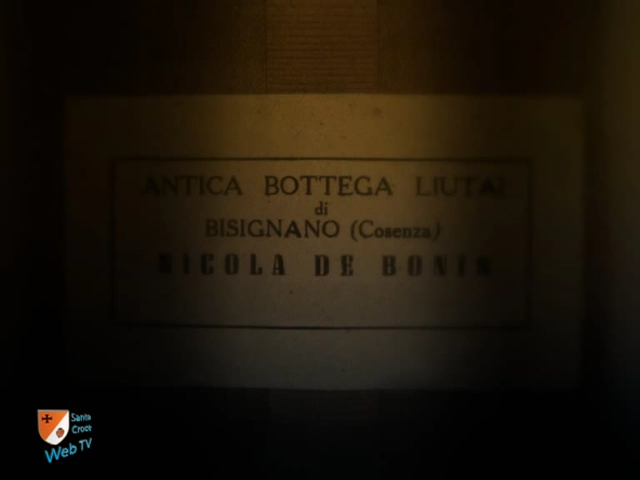 ANTICA BOTTEGA LIUTAI
di
BISIGNANO (Cosenza)
NICOLA DE BONIS
Santa
Croce
Web TV